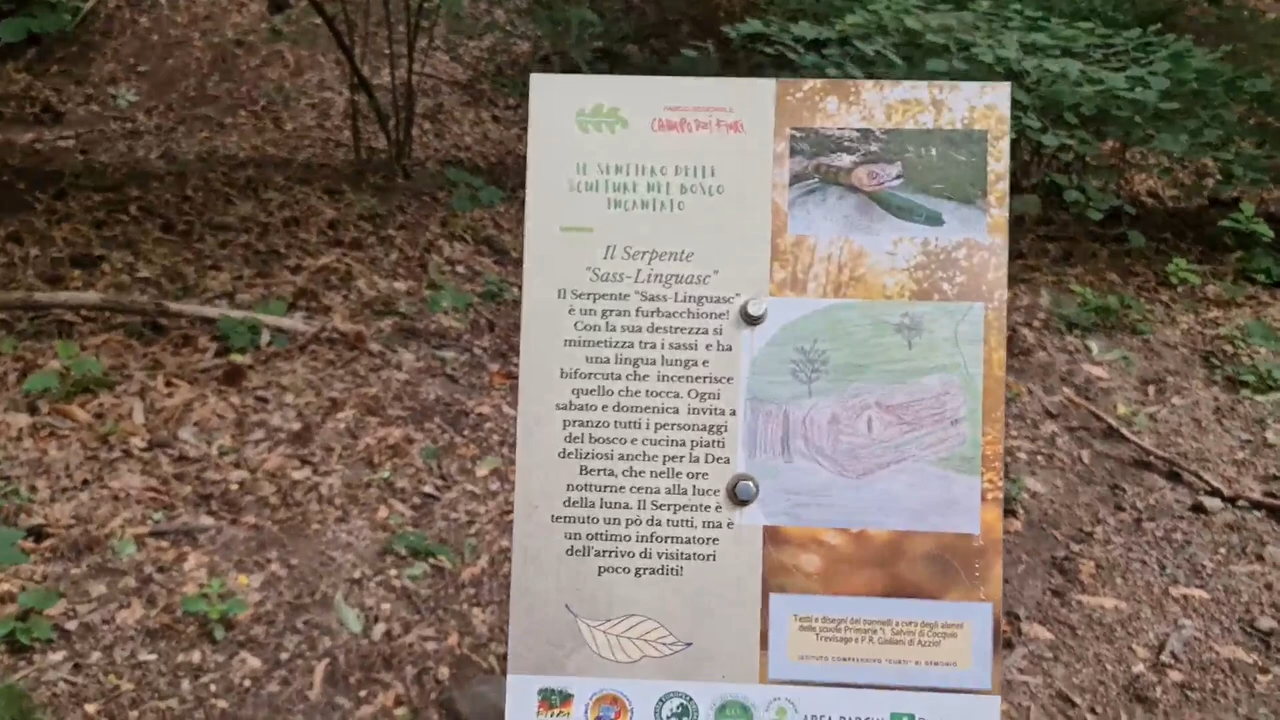 PARCO REGIONALE
CAMPO DEI FIORI
IL SENTIERO DELLE
SCULTURE NEL BOSCO
INCANTATO
Il Serpente
"Sass-Linguasc"
Il Serpente "Sass-Linguasc"
è un gran furbacchione!
Con la sua destrezza si
mimetizza tra i sassi e ha
una lingua lunga e
biforcuta che incenerisce
quello che tocca. Ogni
sabato e domenica invita a
pranzo tutti i personaggi
del bosco e cucina piatti
deliziosi anche per la Dea
Berta, che nelle ore
notturne cena alla luce
della luna. Il Serpente è
temuto un pò da tutti, ma è
un ottimo informatore
dell'arrivo di visitatori
poco graditi!
Testi e disegni dei pannelli a cura degli alunni
delle scuole Primarie "L. Salvini di Cocquio
Trevisago e P.R. Giuliani di Azzio!
ISTITUTO COMPRENSIVO "CURTI" DI GEMONIO
AREA PARCHI